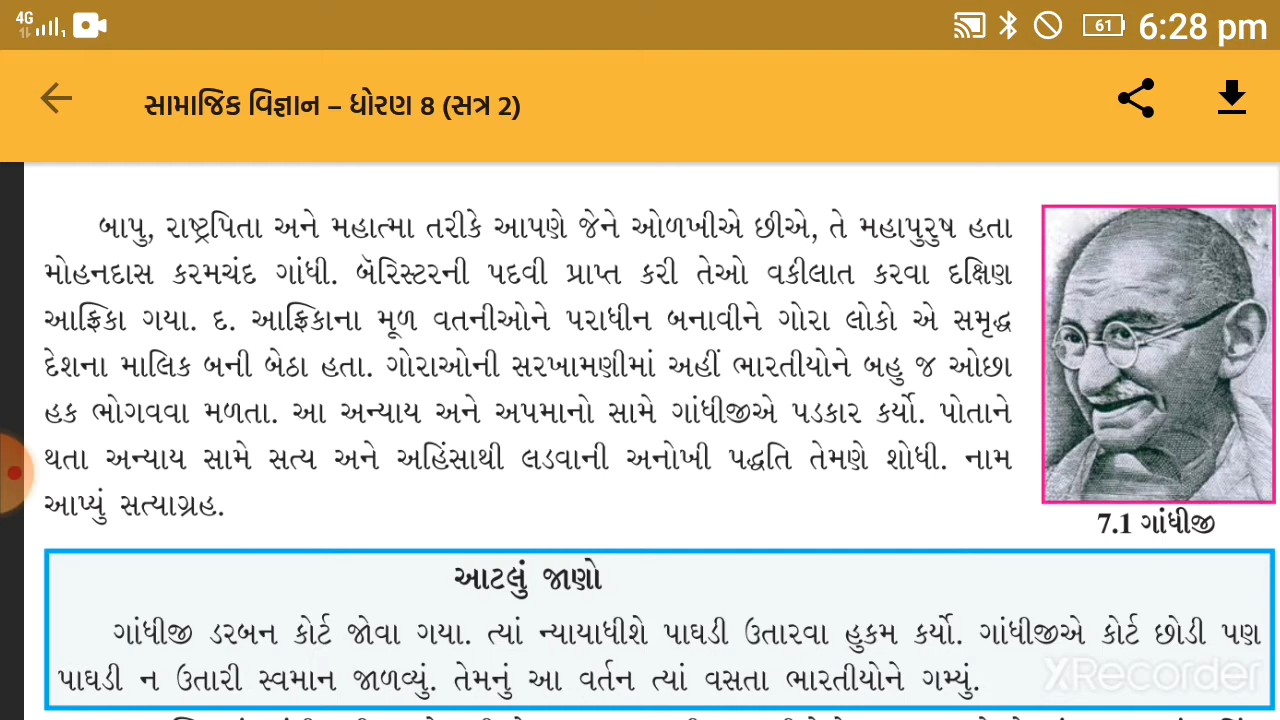 4G 61 6:28 pm
સામાજિક વિજ્ઞાન – ધોરણ 8 (સત્ર 2)
બાપુ, રાષ્ટ્રપિતા અને મહાત્મા તરીકે આપણે જેને ઓળખીએ છીએ, તે મહાપુરુષ હતા
મોહનદાસ કરમચંદ ગાંધી. બૅરિસ્ટરની પદવી પ્રાપ્ત કરી તેઓ વકીલાત કરવા દક્ષિણ
આફ્રિકા ગયા. દ. આફ્રિકાના મૂળ વતનીઓને પરાધીન બનાવીને ગોરા લોકો એ સમૃદ્ધ
દેશના માલિક બની બેઠા હતા. ગોરાઓની સરખામણીમાં અહીં ભારતીયોને બહુ જ ઓછા
હક ભોગવવા મળતા. આ અન્યાય અને અપમાનો સામે ગાંધીજીએ પડકાર કર્યો. પોતાને
થતા અન્યાય સામે સત્ય અને અહિંસાથી લડવાની અનોખી પદ્ધતિ તેમણે શોધી. નામ
આપ્યું સત્યાગ્રહ.
7.1 ગાંધીજી
આટલું જાણો
ગાંધીજી ડરબન કોર્ટ જોવા ગયા. ત્યાં ન્યાયાધીશે પાઘડી ઉતારવા હુકમ કર્યો. ગાંધીજીએ કોર્ટ છોડી પણ
પાઘડી ન ઉતારી સ્વમાન જાળવ્યું. તેમનું આ વર્તન ત્યાં વસતા ભારતીયોને ગમ્યું.
XRecorder